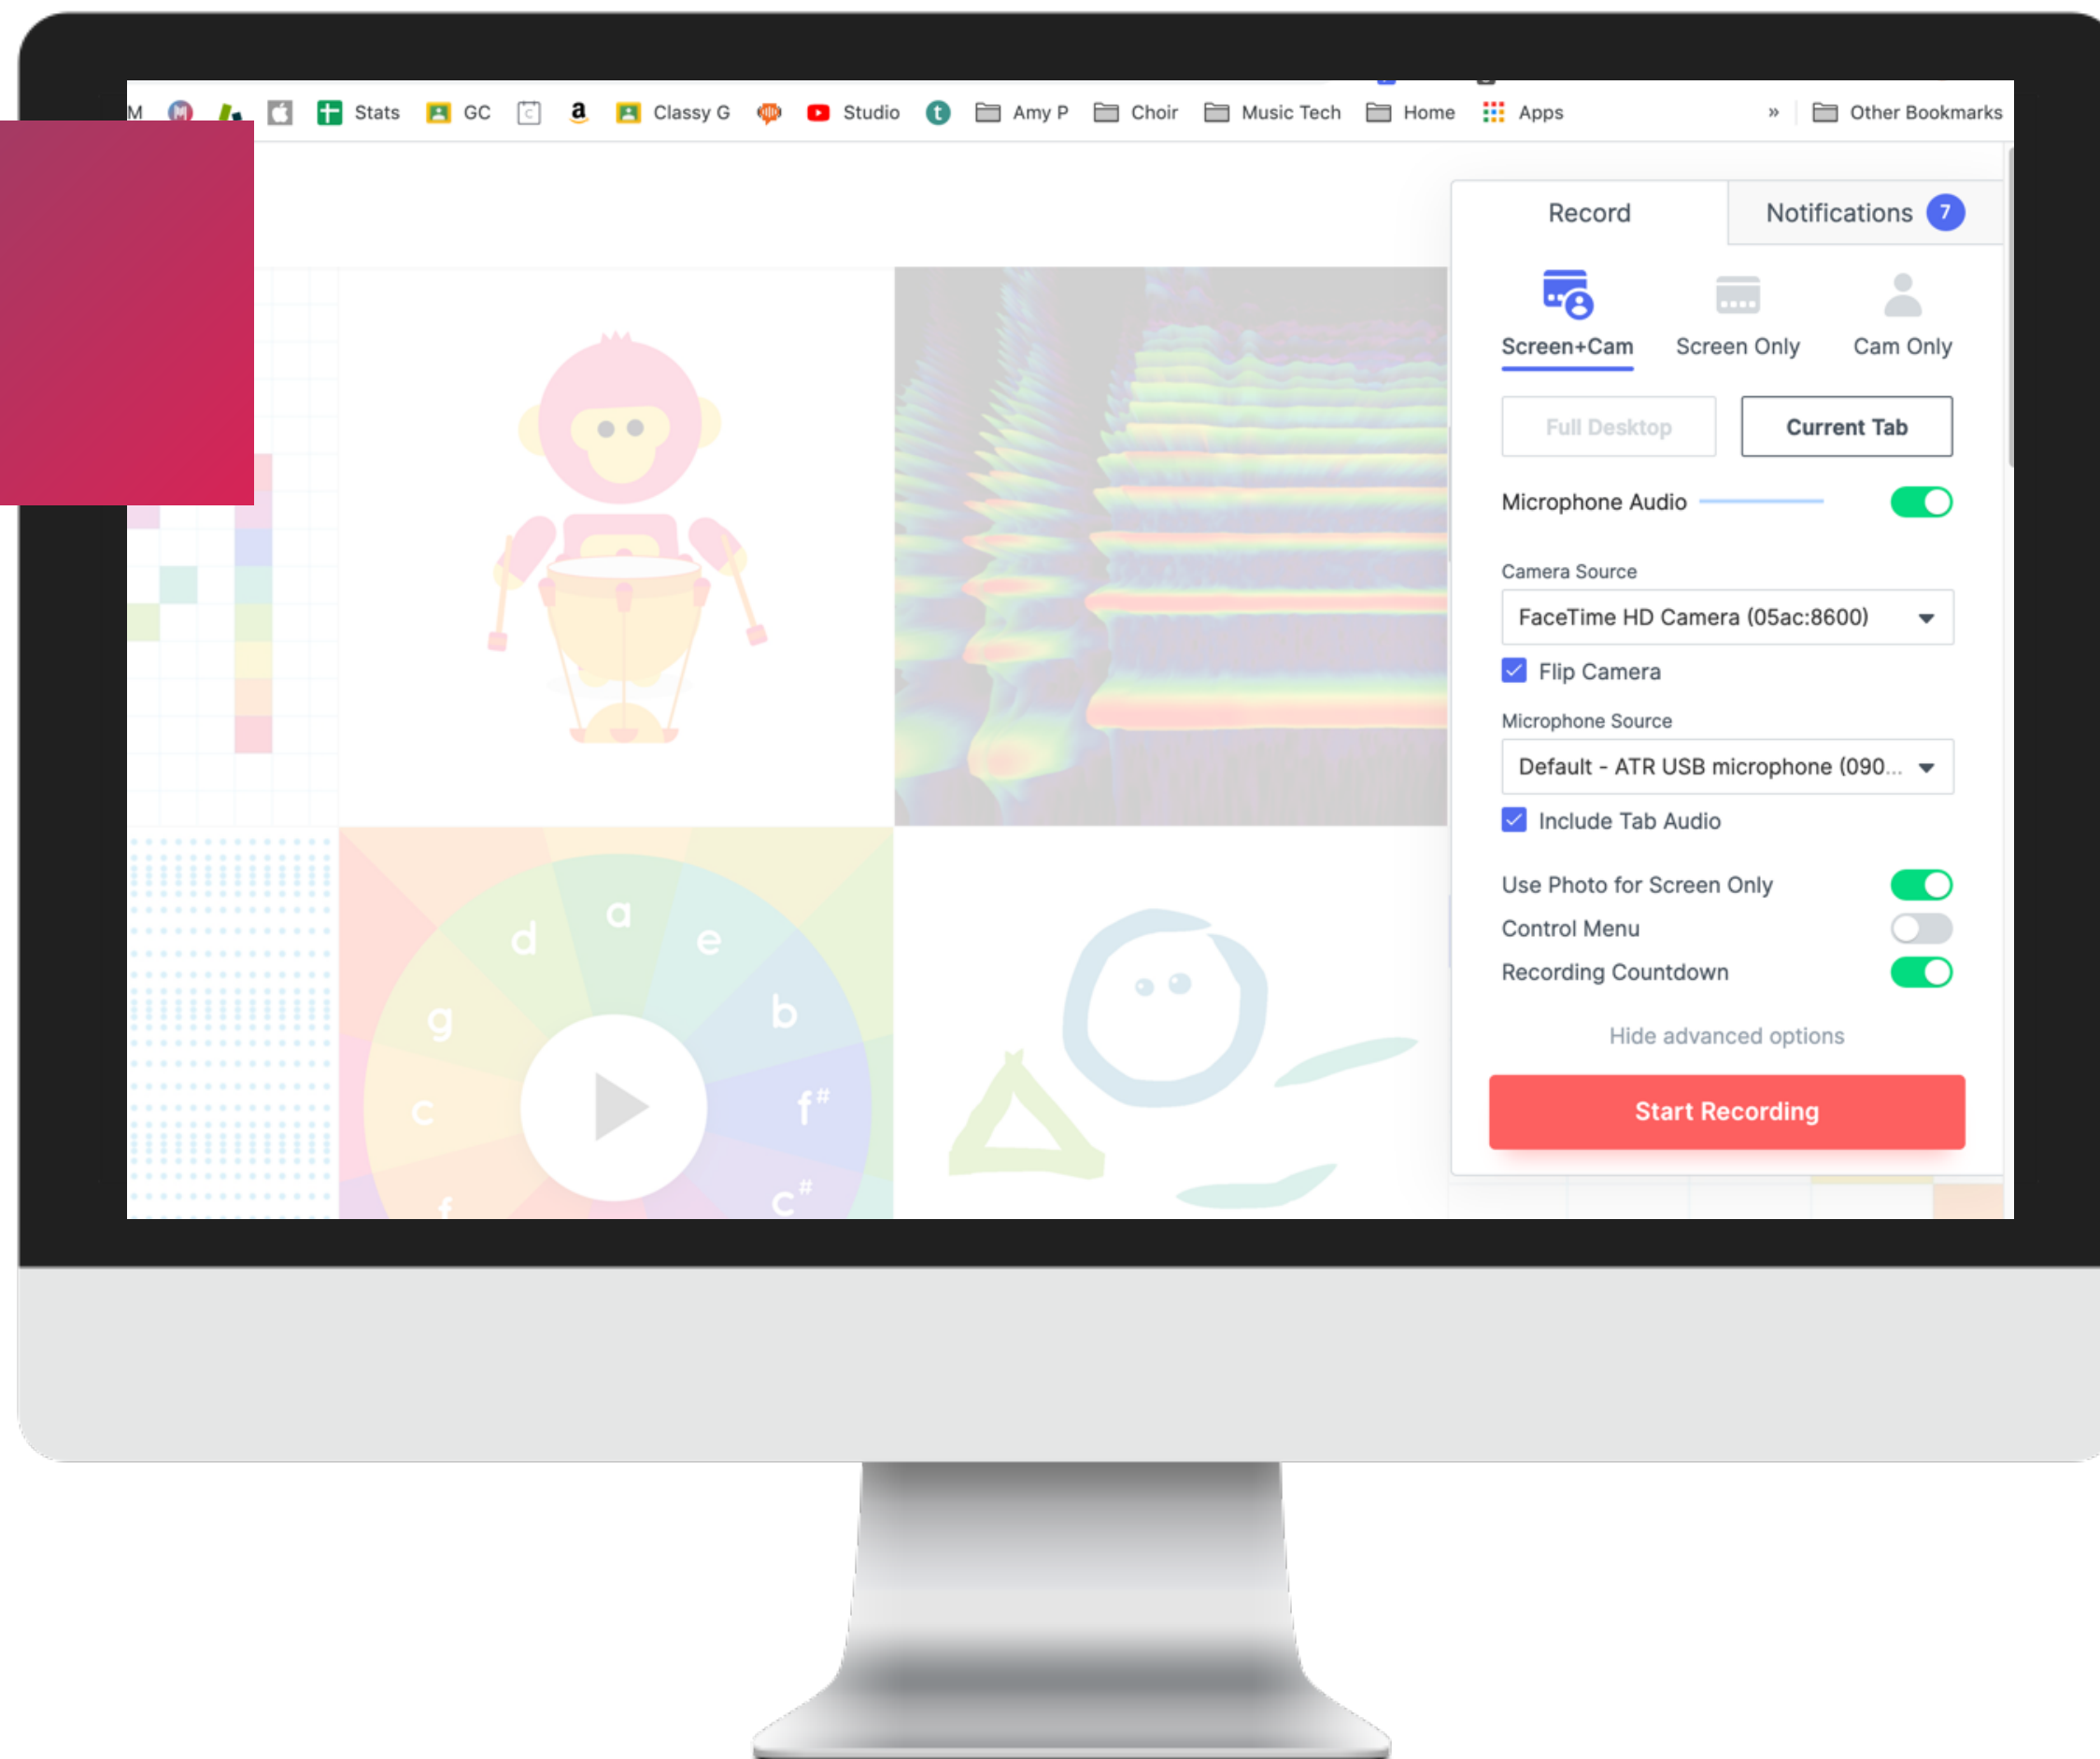 M Stats GC a Classy G Studio t Amy P Choir Music Tech Home Apps » Other Bookmarks
Record Notifications 7
Screen+Cam Screen Only Cam Only
Full Desktop Current Tab
Microphone Audio
Camera Source
FaceTime HD Camera (05ac:8600)
Flip Camera
Microphone Source
Default - ATR USB microphone (090...
Include Tab Audio
Use Photo for Screen Only
Control Menu
Recording Countdown
Hide advanced options
Start Recording
d a e
g b
c f#
f c#